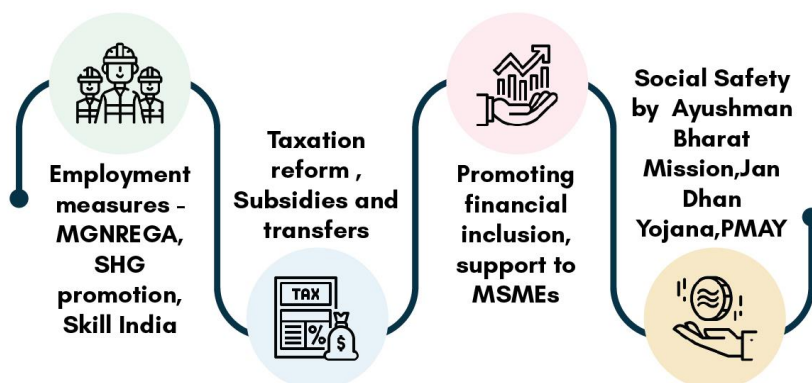 Employment
measures -
MGNREGA,
SHG
promotion,
Skill India
Taxation
reform ,
Subsidies and
transfers
TAX
%
$
Promoting
financial
inclusion,
support to
MSMEs
Social Safety
by Ayushman
Bharat
Mission,Jan
Dhan
Yojana,PMAY